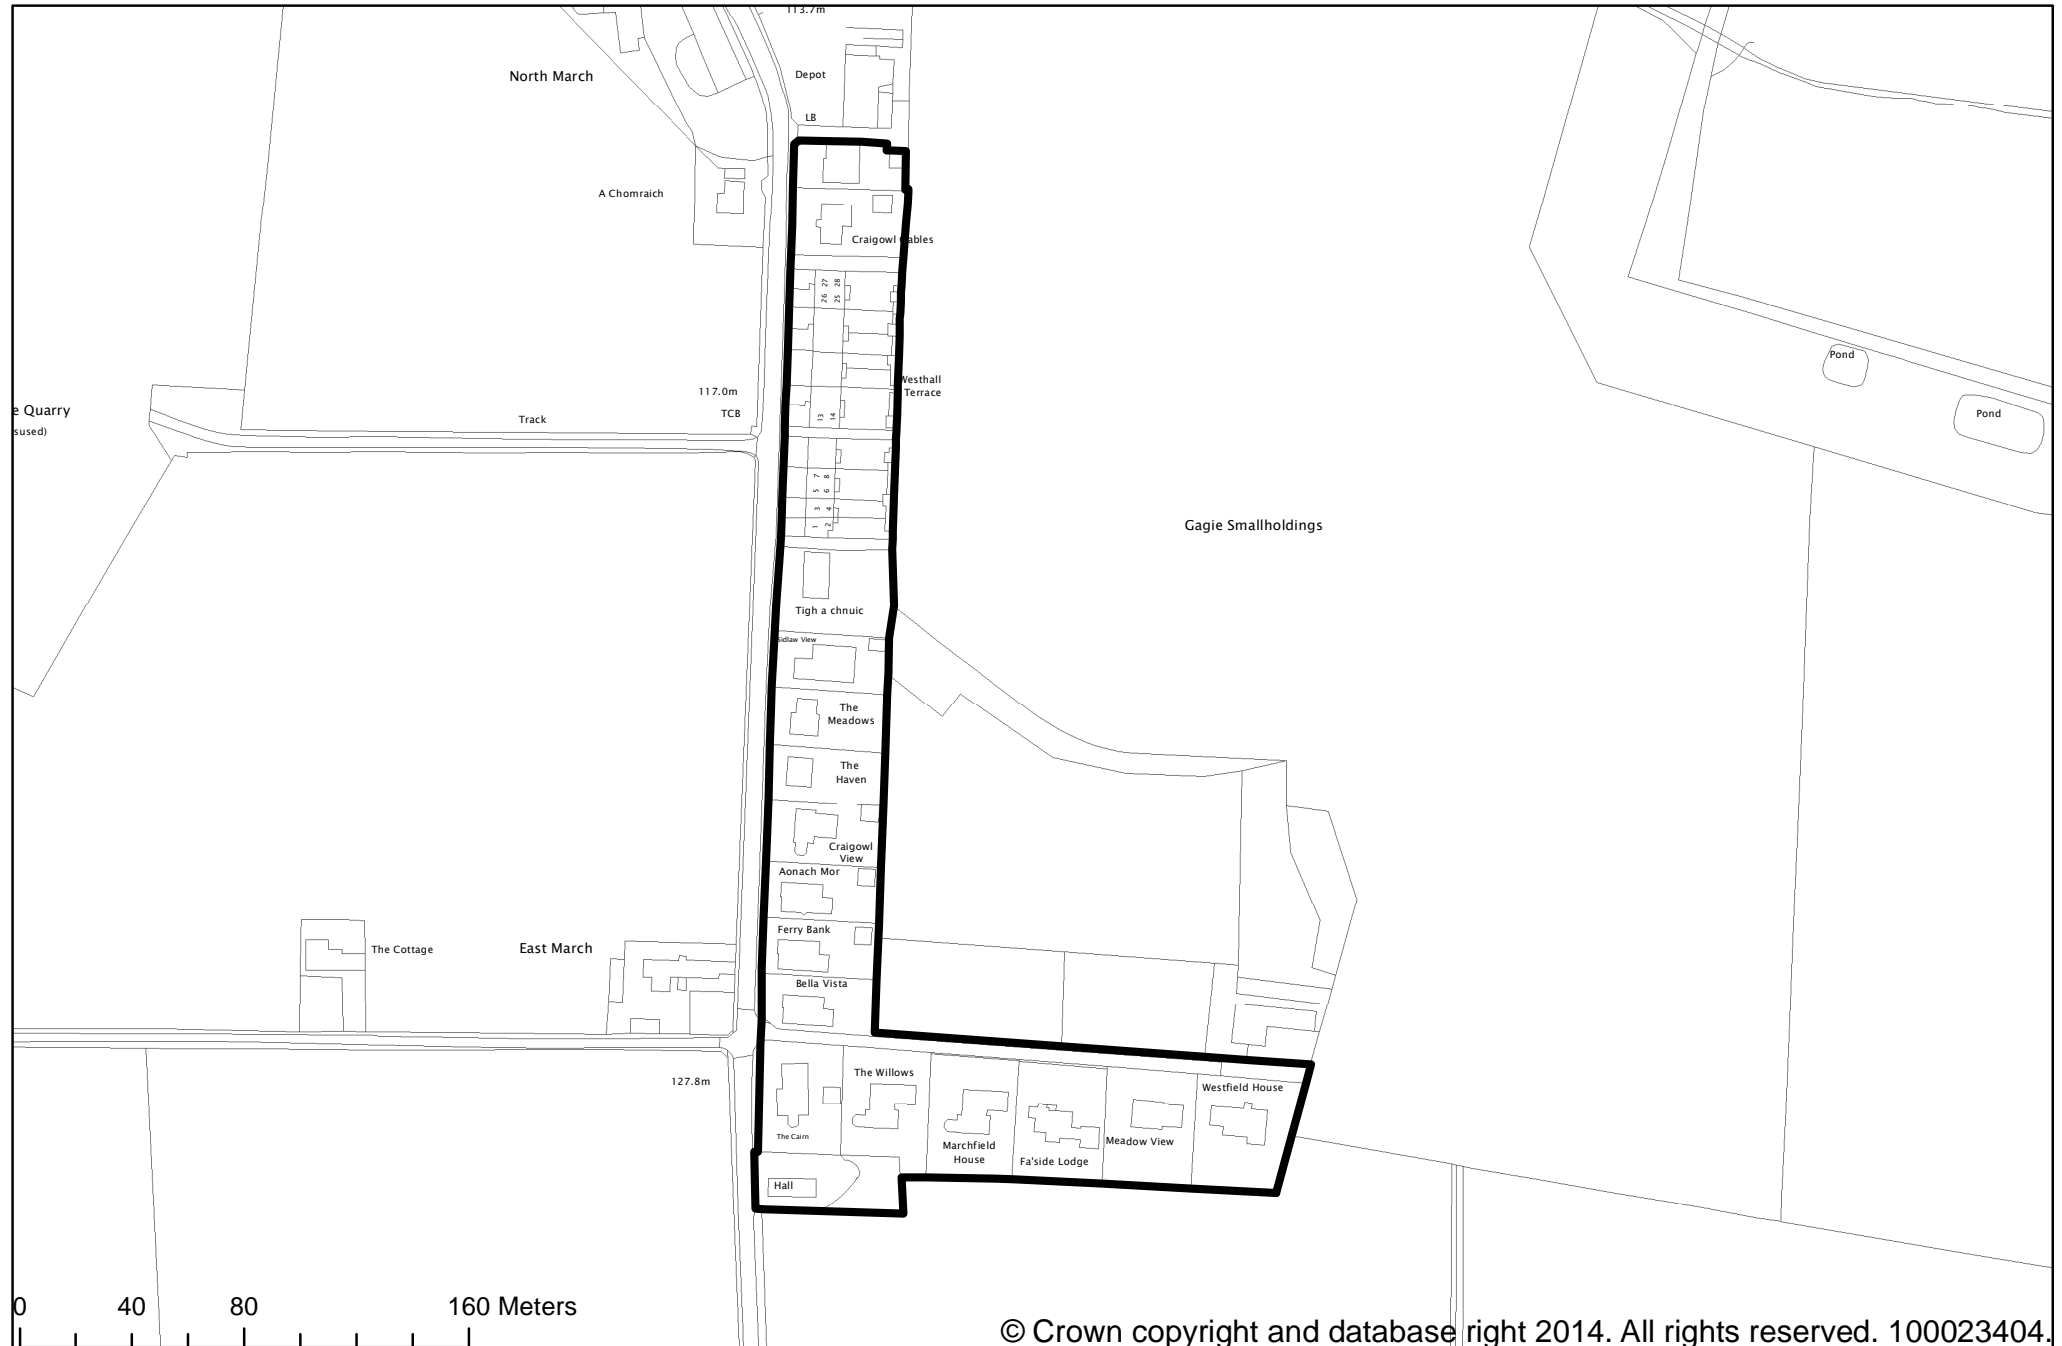 113.7m
North March
Depot
LB
A Chomraich
Craigowl Gables
27 28
26 25
Pond
Westhall
Terrace
117.0m
TCB
Track
e Quarry
sused)
13 14
Pond
7 8
5 6
3 4
1 2
Gagie Smallholdings
Tigh a chnuic
Sidlaw View
The
Meadows
The
Haven
Craigowl
View
Aonach Mor
Ferry Bank
The Cottage
East March
Bella Vista
127.8m
The Willows
Westfield House
The Cairn
Marchfield
House
Fa'side Lodge
Meadow View
Hall
0 40 80 160 Meters
© Crown copyright and database right 2014. All rights reserved. 100023404.